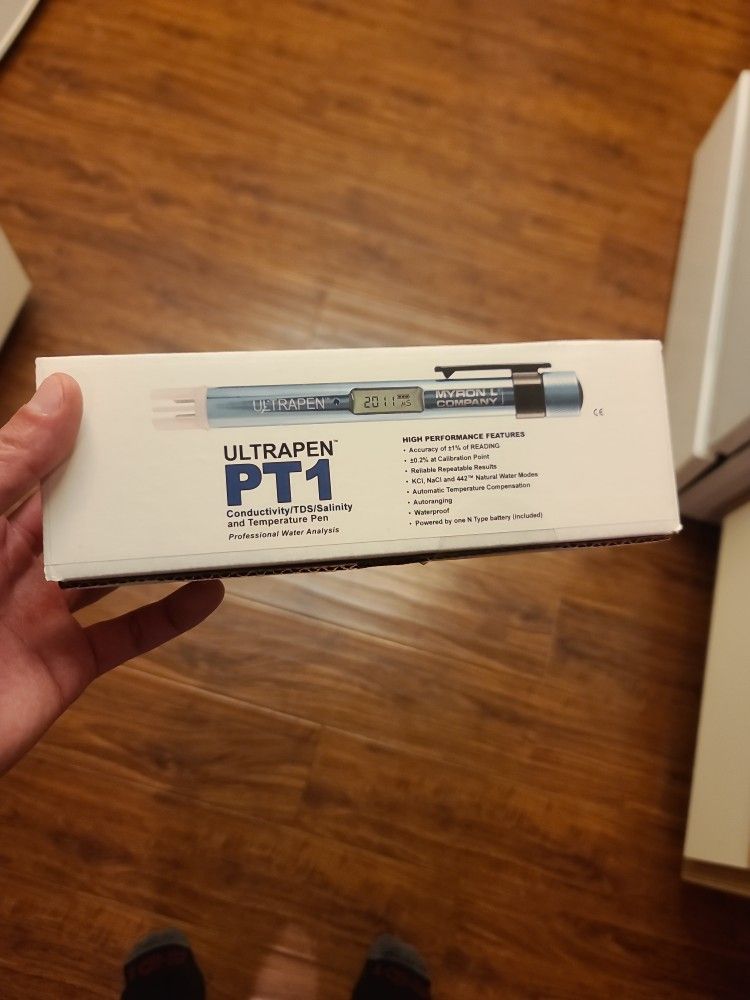 ULTRAPEN
2011 µS
MYRON L
COMPANY
CE
ULTRAPEN™
PT1
Conductivity/TDS/Salinity
and Temperature Pen
Professional Water Analysis
HIGH PERFORMANCE FEATURES
• Accuracy of ±1% of READING
• ±0.2% at Calibration Point
• Reliable Repeatable Results
• KCl, NaCl and 442™ Natural Water Modes
• Automatic Temperature Compensation
• Autoranging
• Waterproof
• Powered by one N Type battery (included)